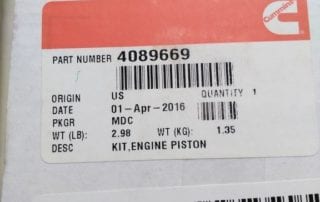 Cummins
PART NUMBER 4089669
ORIGIN US QUANTITY 1
DATE 01-Apr-2016
PKGR MDC
WT (LB): 2.98 WT (KG): 1.35
DESC KIT,ENGINE PISTON